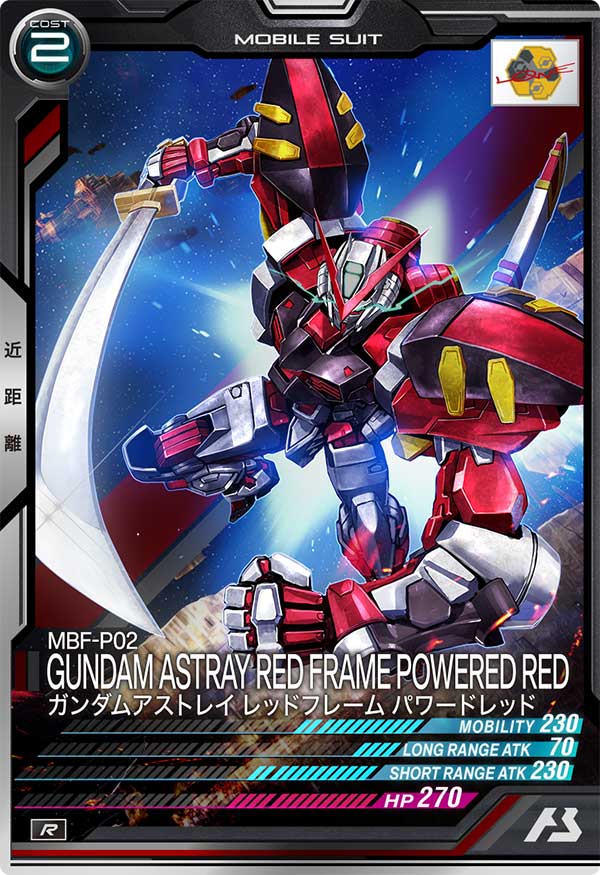 COST
2
MOBILE SUIT
近距離
MBF-P02
GUNDAM ASTRAY RED FRAME POWERED RED
ガンダムアストレイ レッドフレーム パワードレッド
MOBILITY 230
LONG RANGE ATK 70
SHORT RANGE ATK 230
HP 270
R